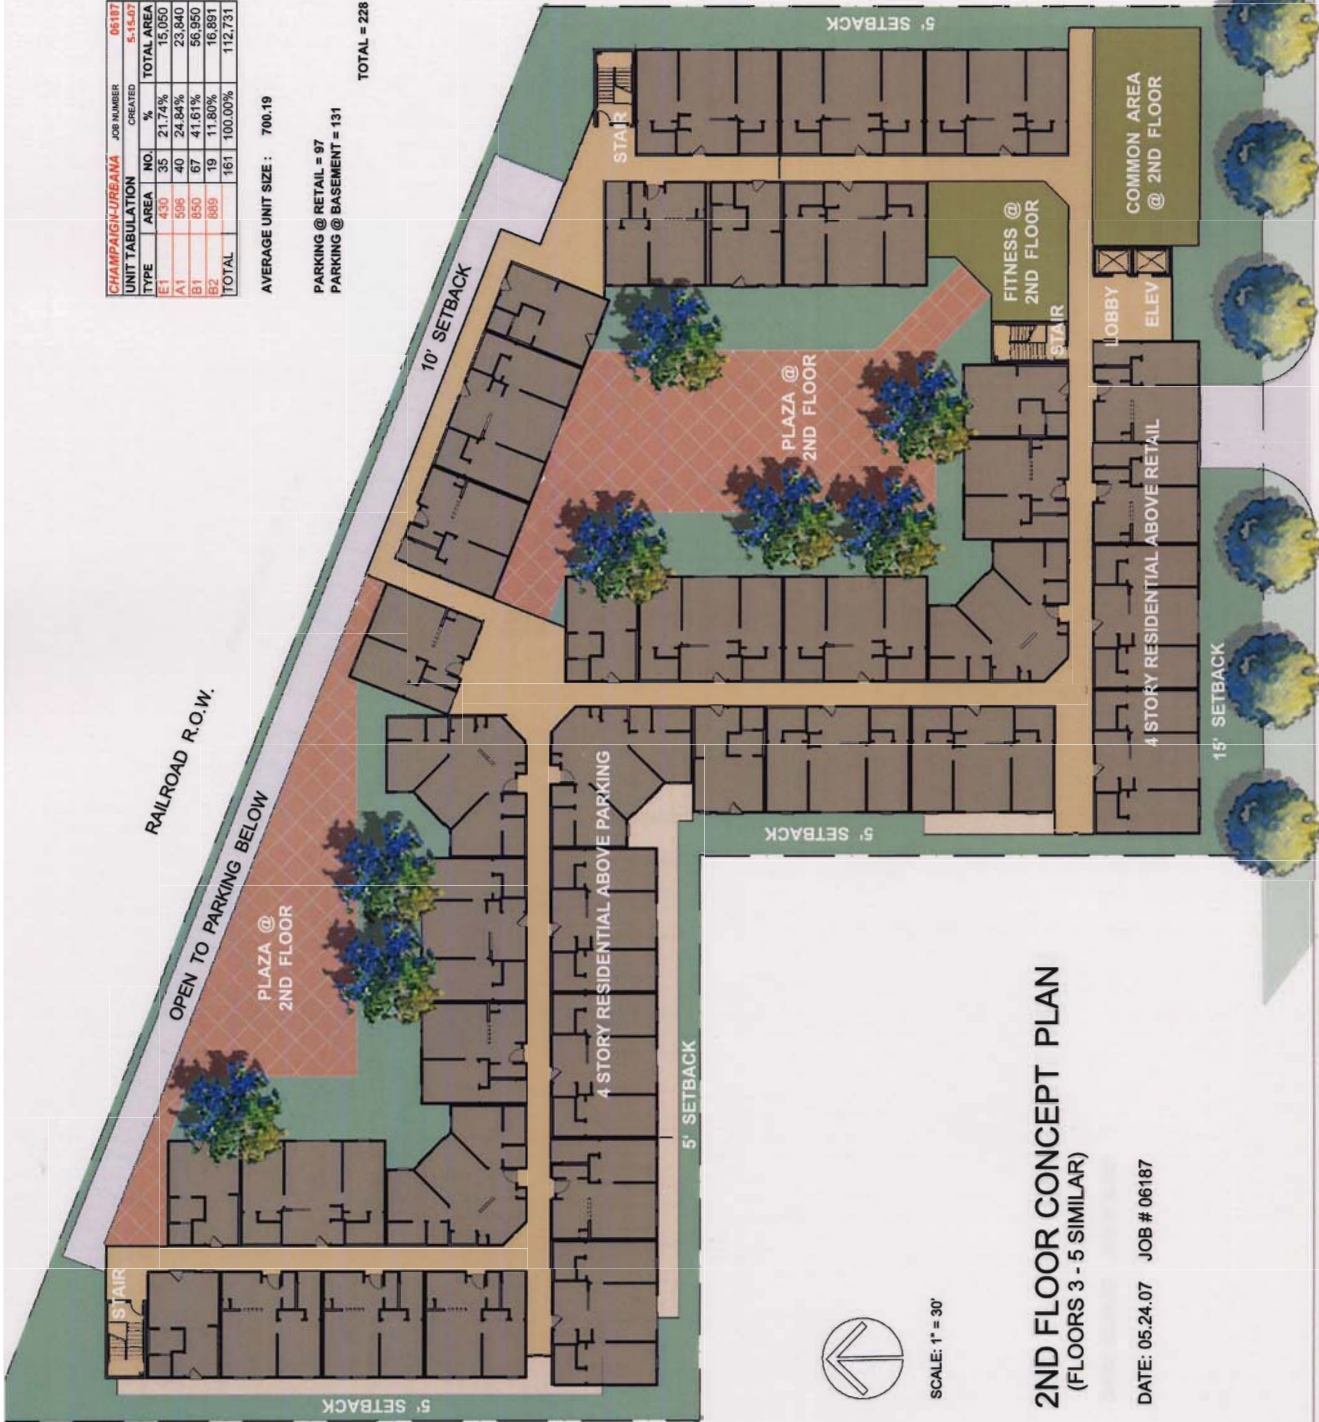 CHAMPAIGN-URBANA JOB NUMBER 06187
UNIT TABULATION CREATED 5-15-07
TYPE AREA NO. % TOTAL AREA
E1 430 35 21.74% 15,050
A1 596 40 24.84% 23,840
B1 850 67 41.61% 56,950
B2 889 19 11.80% 16,891
TOTAL 161 100.00% 112,731
AVERAGE UNIT SIZE : 700.19
PARKING @ RETAIL = 97
PARKING @ BASEMENT = 131
TOTAL = 228
RAILROAD R.O.W.
10' SETBACK
OPEN TO PARKING BELOW
PLAZA @
2ND FLOOR
STAIR
5' SETBACK
4 STORY RESIDENTIAL ABOVE PARKING
5' SETBACK
5' SETBACK
STAIR
5' SETBACK
FITNESS @
2ND FLOOR
COMMON AREA
@ 2ND FLOOR
PLAZA @
2ND FLOOR
STAIR
LOBBY
ELEV
4 STORY RESIDENTIAL ABOVE RETAIL
15' SETBACK
SCALE: 1" = 30'
2ND FLOOR CONCEPT PLAN
(FLOORS 3 - 5 SIMILAR)
DATE: 05.24.07 JOB # 06187